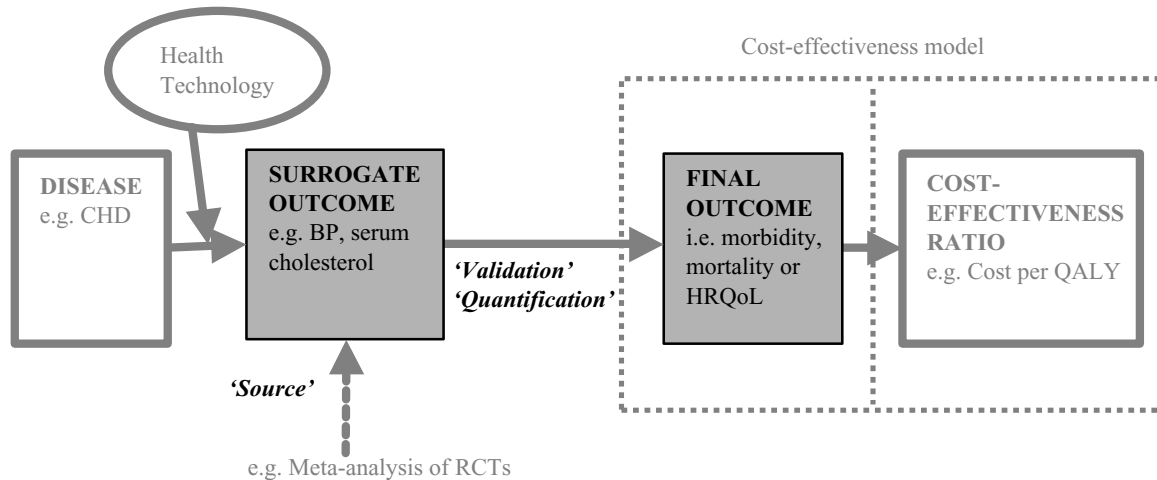 Health
Technology
Cost-effectiveness model
DISEASE
e.g. CHD
SURROGATE
OUTCOME
e.g. BP, serum
cholesterol
‘Validation’
‘Quantification’
FINAL
OUTCOME
i.e. morbidity,
mortality or
HRQoL
COST-
EFFECTIVENESS
RATIO
e.g. Cost per QALY
‘Source’
e.g. Meta-analysis of RCTs